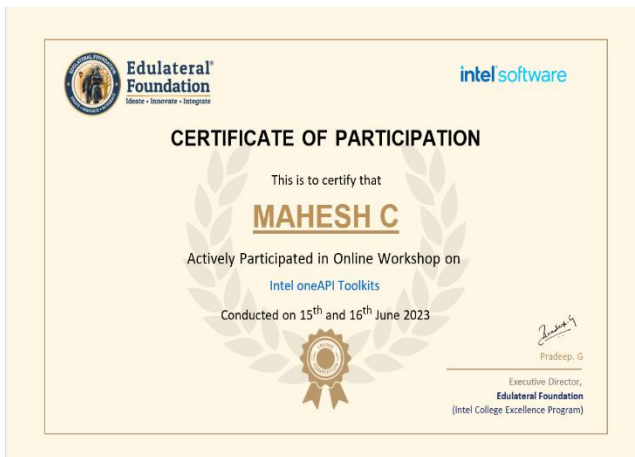 Edulateral®
Foundation
Ideate • Innovate • Integrate
intel software
CERTIFICATE OF PARTICIPATION
This is to certify that
MAHESH C
Actively Participated in Online Workshop on
Intel oneAPI Toolkits
Conducted on 15th and 16th June 2023
Pradeep. G
Executive Director,
Edulateral Foundation
(Intel College Excellence Program)